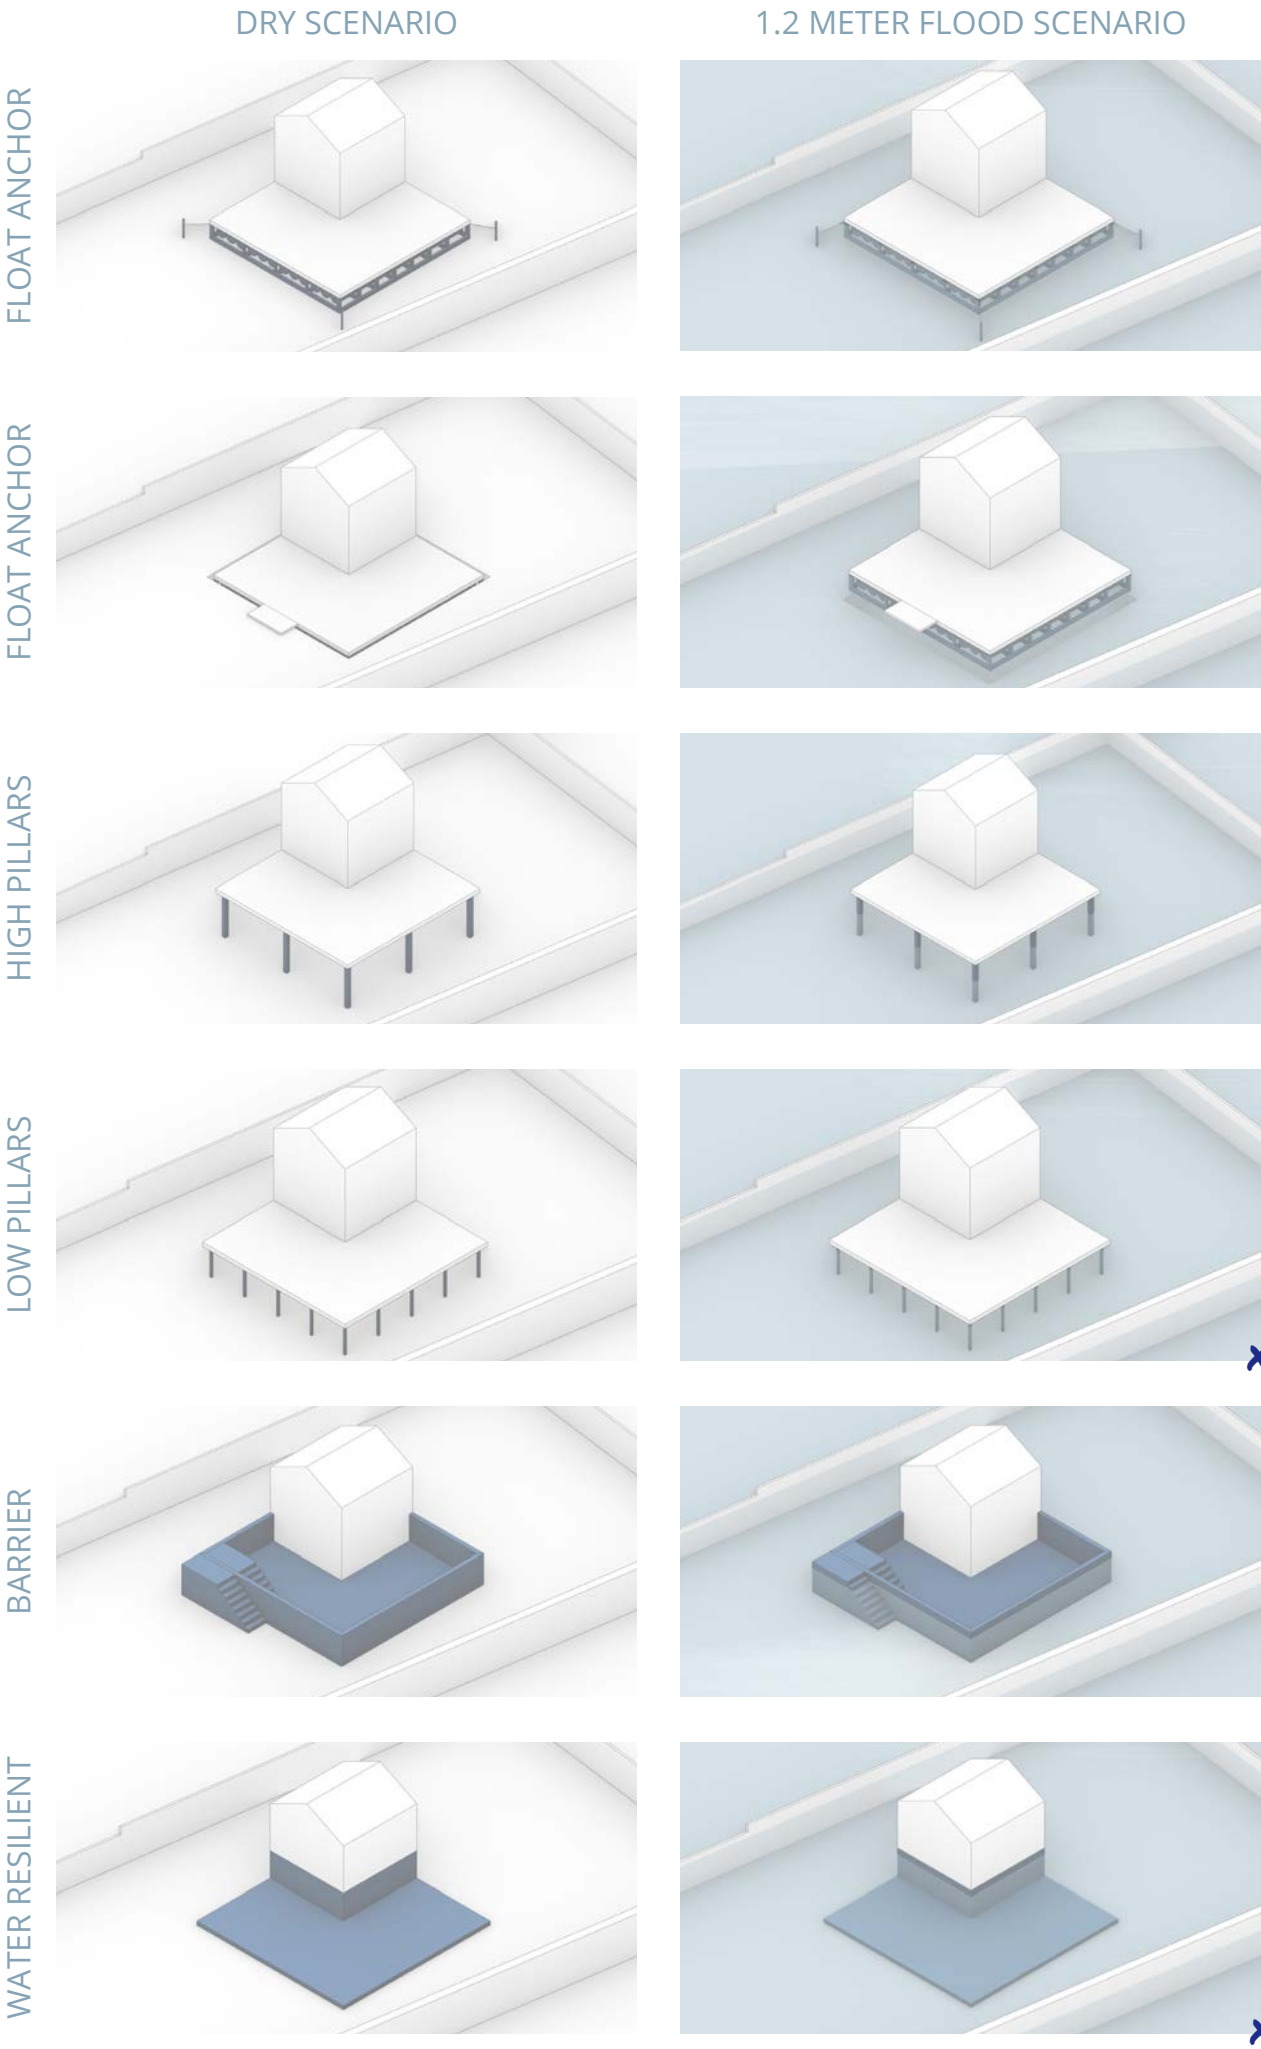 DRY SCENARIO
1.2 METER FLOOD SCENARIO
FLOAT ANCHOR
FLOAT ANCHOR
HIGH PILLARS
LOW PILLARS
BARRIER
WATER RESILIENT